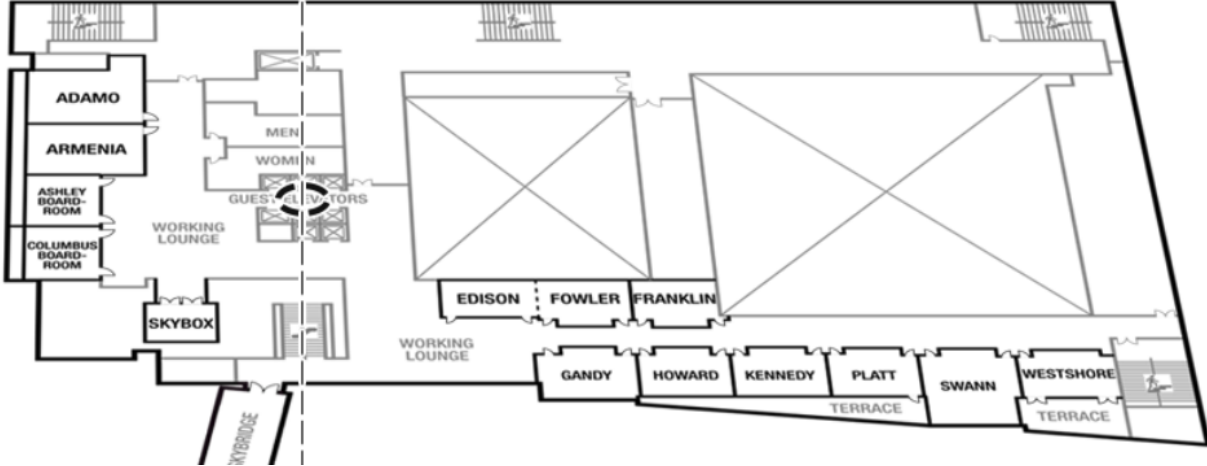 ADAMO
ARMENIA
MEN
WOMEN
ASHLEY
BOARD-
ROOM
GUEST ELEVATORS
WORKING
LOUNGE
COLUMBUS
BOARD-
ROOM
SKYBOX
EDISON
FOWLER
FRANKLIN
WORKING
LOUNGE
GANDY
HOWARD
KENNEDY
PLATT
SWANN
WESTSHORE
TERRACE
TERRACE
SKYBRIDGE